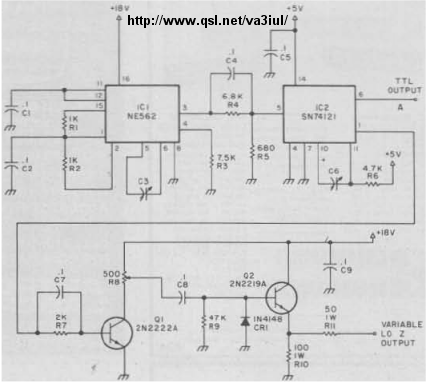 http://www.qsl.net/va3iul/
+18V
+5V
.1
C5
.1
C4
16
14
11
12
15
1
.1
C1
1K
R1
IC1
NE562
3
4
6.8K
R4
5
IC2
SN74121
6
1
TTL
OUTPUT
A
.1
C2
1K
R2
2
5
6
8
C3
7.5K
R3
680
R5
4
7
10
11
+
C6
4.7K
R6
+5V
+18V
.1
C7
2K
R7
500
R8
Q1
2N2222A
.1
C8
47K
R9
1N4148
CR1
Q2
2N2219A
.1
C9
50
1W
R11
VARIABLE
LO Z
OUTPUT
100
1W
R10